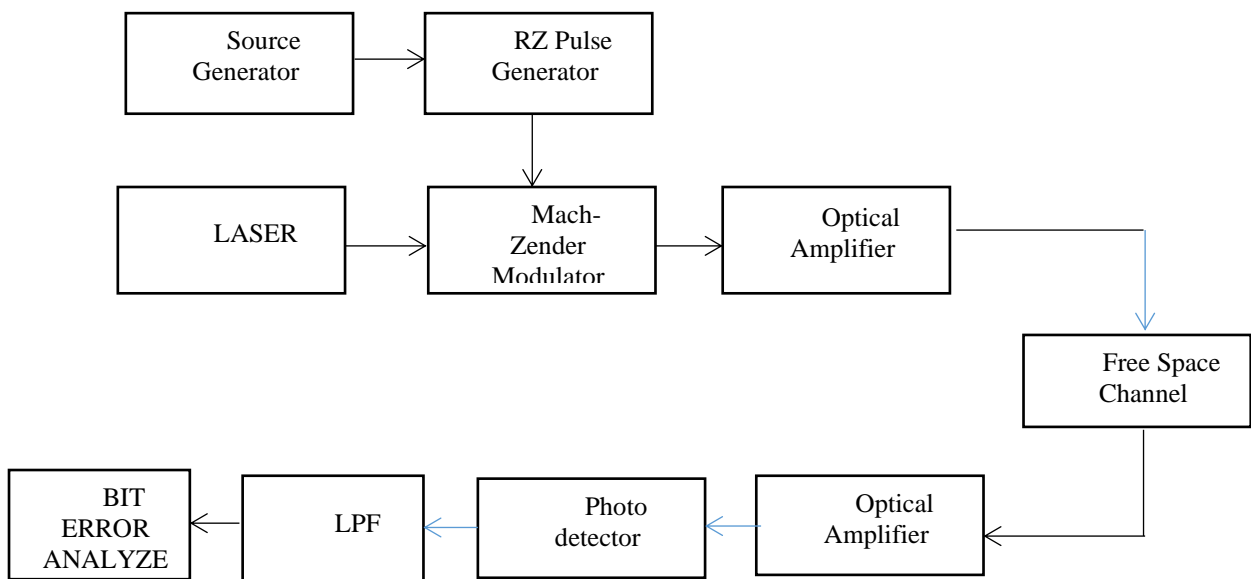 Source
Generator
RZ Pulse
Generator
LASER
Mach-
Zender
Modulator
Optical
Amplifier
Free Space
Channel
Optical
Amplifier
Photo
detector
LPF
BIT
ERROR
ANALYZE